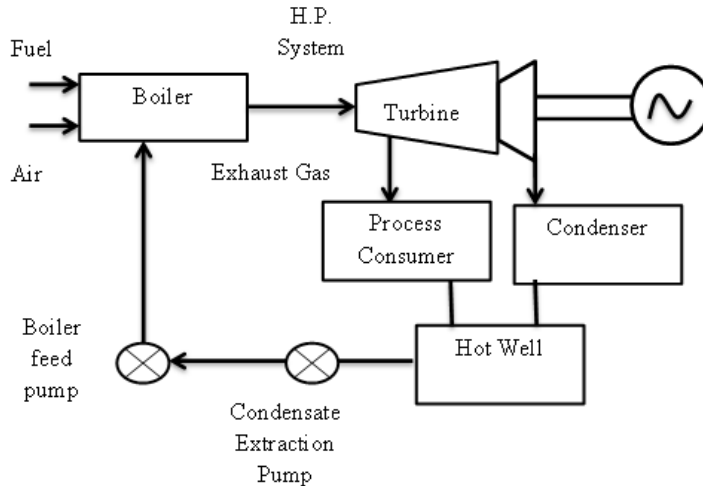 H.P.
System
Fuel
Boiler
Turbine
Air
Exhaust Gas
Process
Consumer
Condenser
Boiler
feed
pump
Hot Well
Condensate
Extraction
Pump